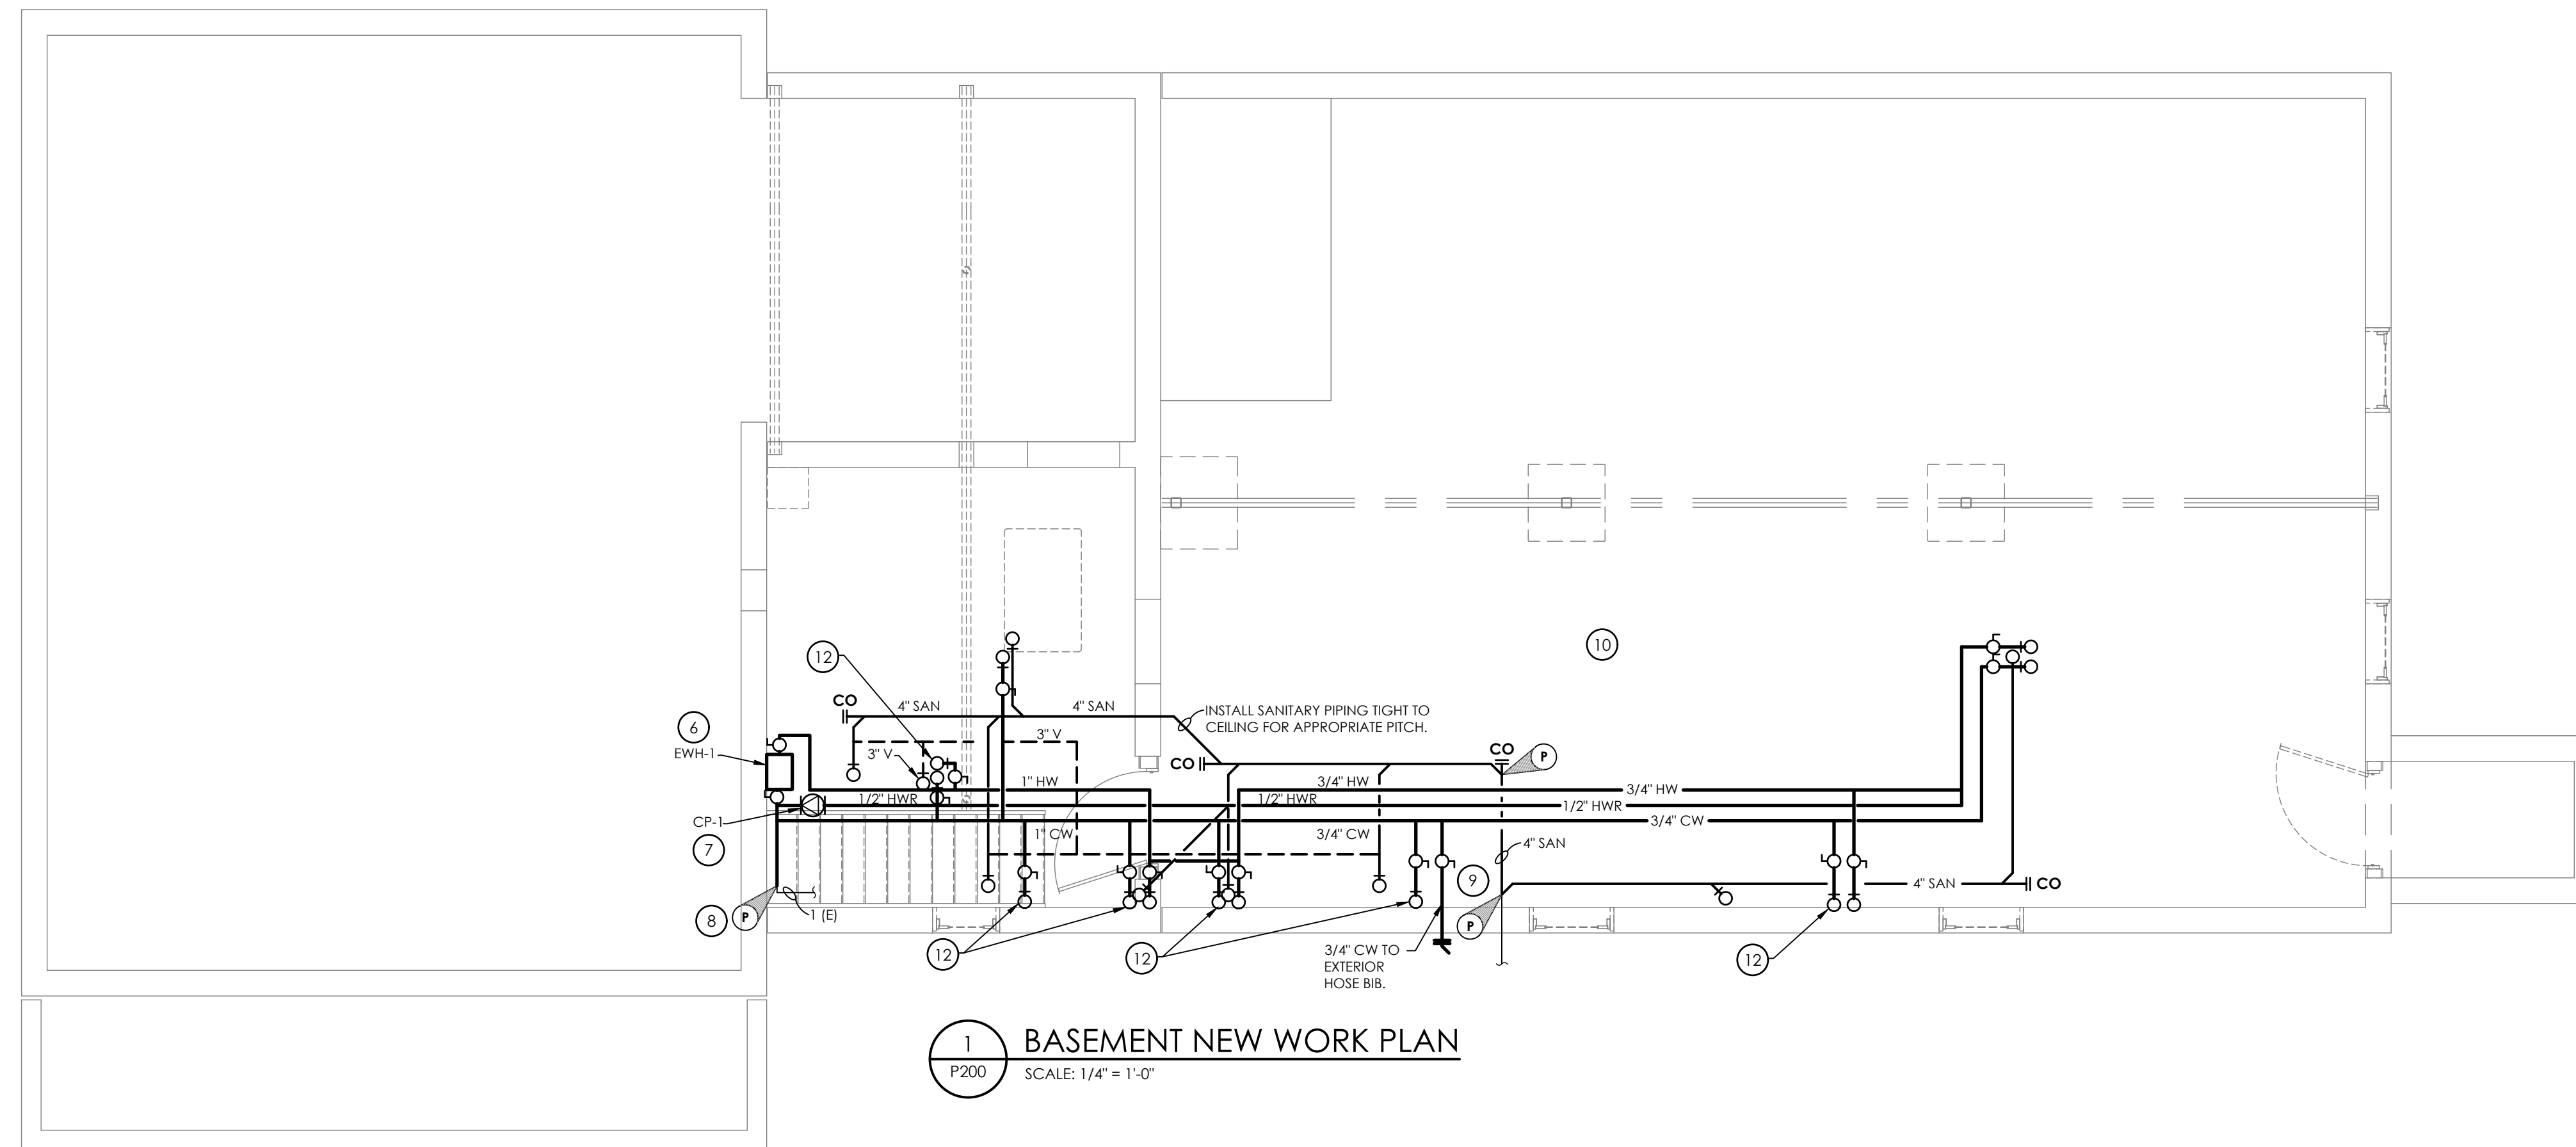 10
12
CO
4" SAN
4" SAN
INSTALL SANITARY PIPING TIGHT TO
CEILING FOR APPROPRIATE PITCH.
6
EWH-1
3" V
3" V
CO
CO
P
1" HW
3/4" HW
3/4" HW
1/2" HWR
1/2" HWR
1/2" HWR
CP-1
7
1" CW
3/4" CW
3/4" CW
4" SAN
9
4" SAN
CO
8
P
1 (E)
P
12
12
12
3/4" CW TO
EXTERIOR
HOSE BIB.
1
P200
BASEMENT NEW WORK PLAN
SCALE: 1/4" = 1'-0"